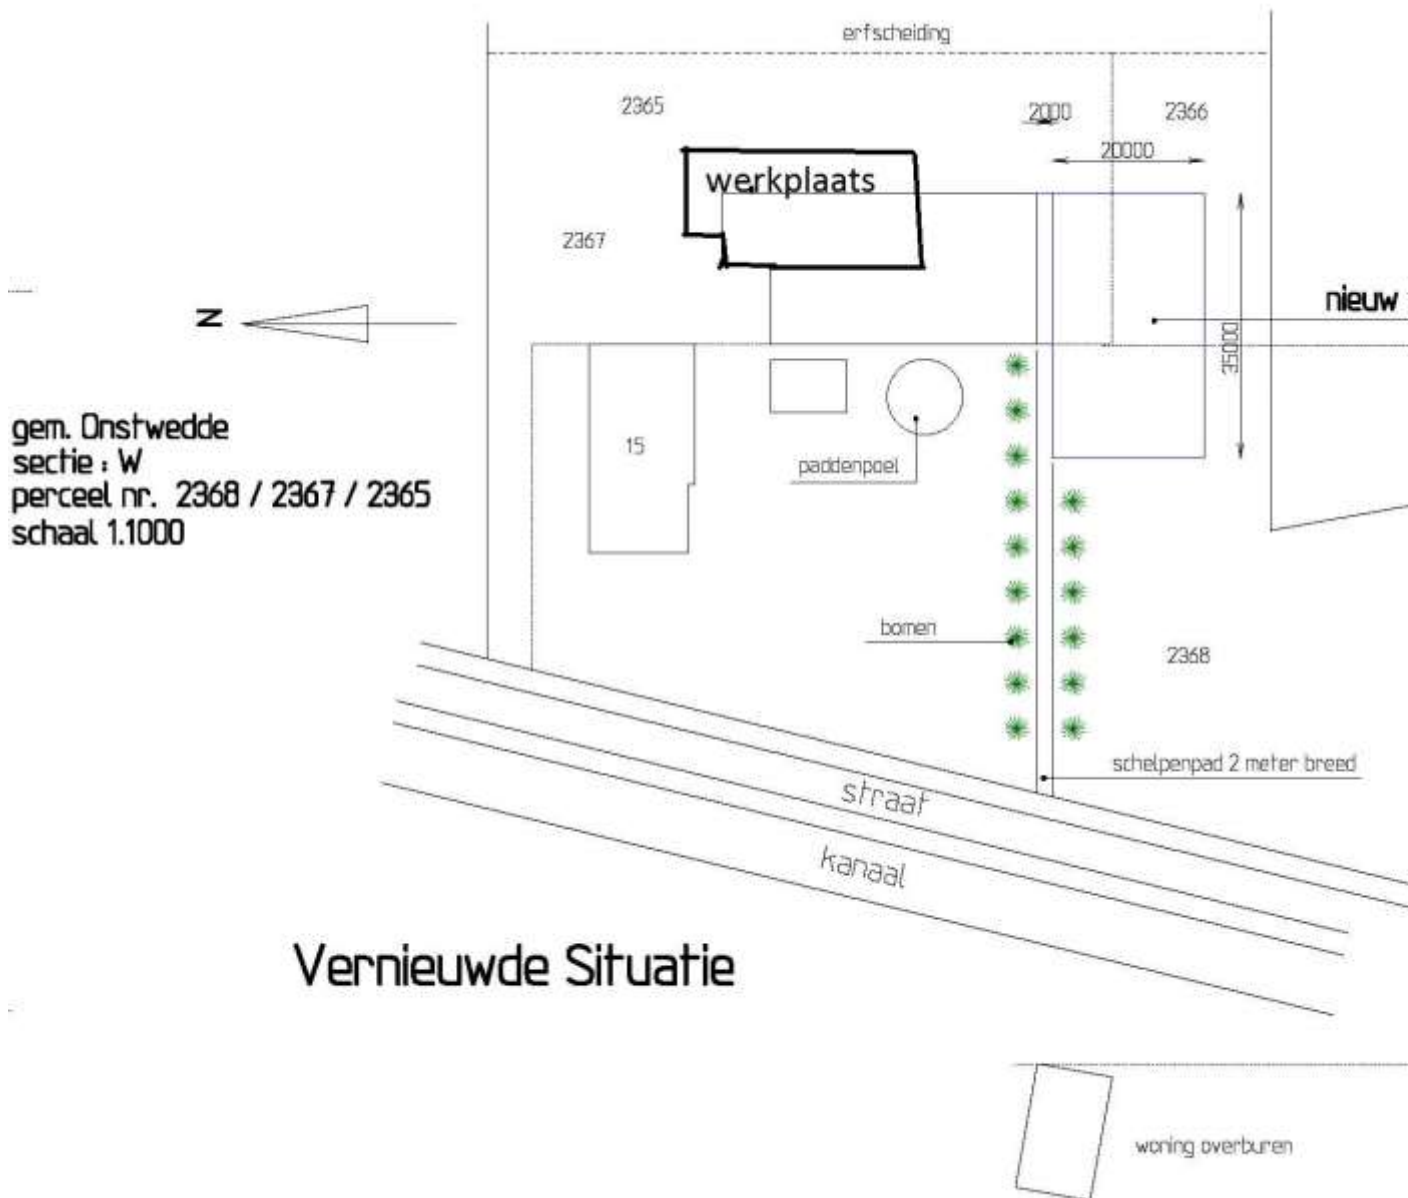 erfscheiding
2365
2000
2366
20000
werkplaats
2367
N
nieuw
35000
gem. Onstwedde
sectie : W
perceel nr. 2368 / 2367 / 2365
schaal 1.1000
15
paddenpoel
bomen
2368
schelpenpad 2 meter breed
straat
kanaal
Vernieuwde Situatie
woning overburen